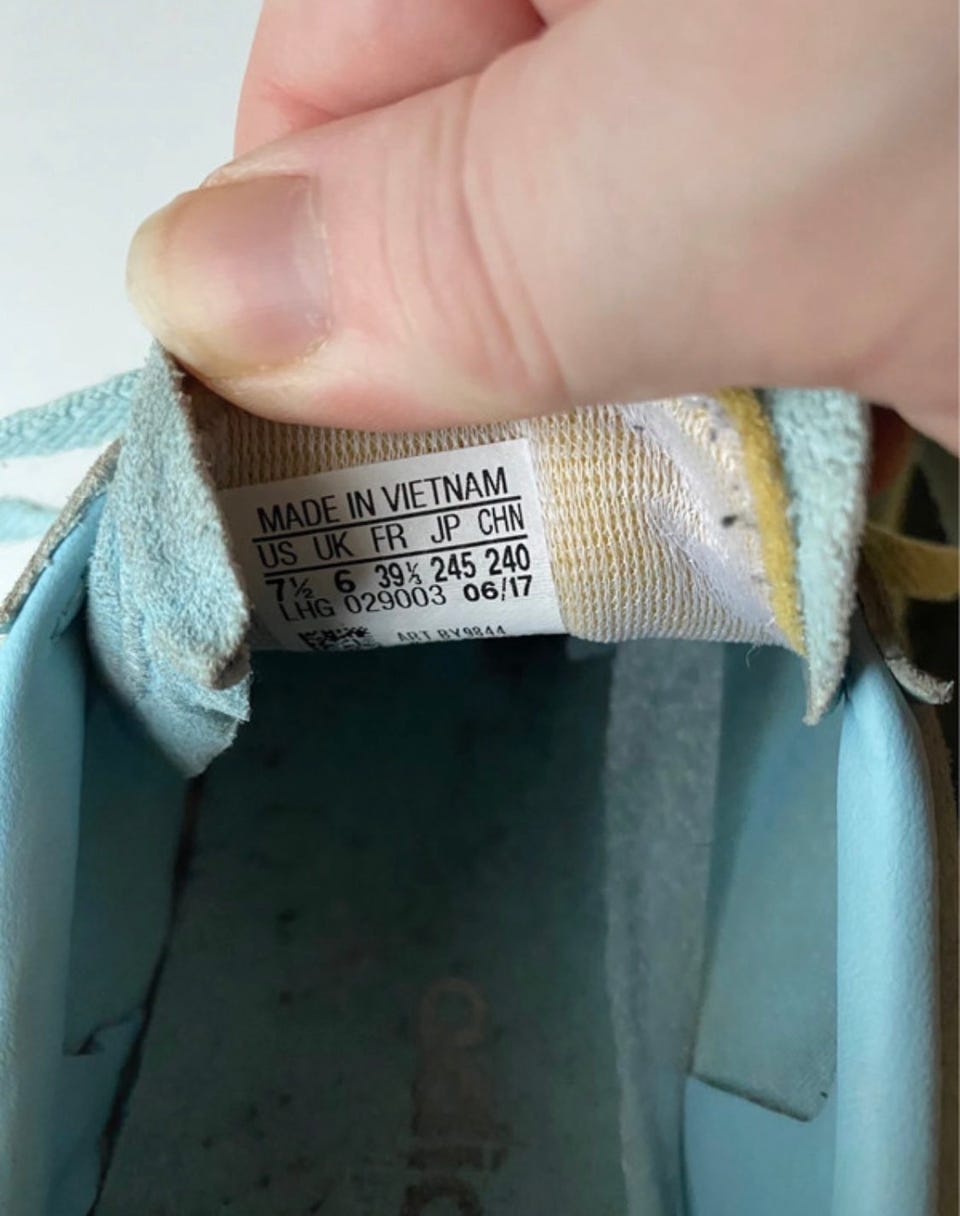 MADE IN VIETNAM
US UK FR JP CHN
7½ 6 39⅓ 245 240
LHG 029003 06/17
ART BY9844